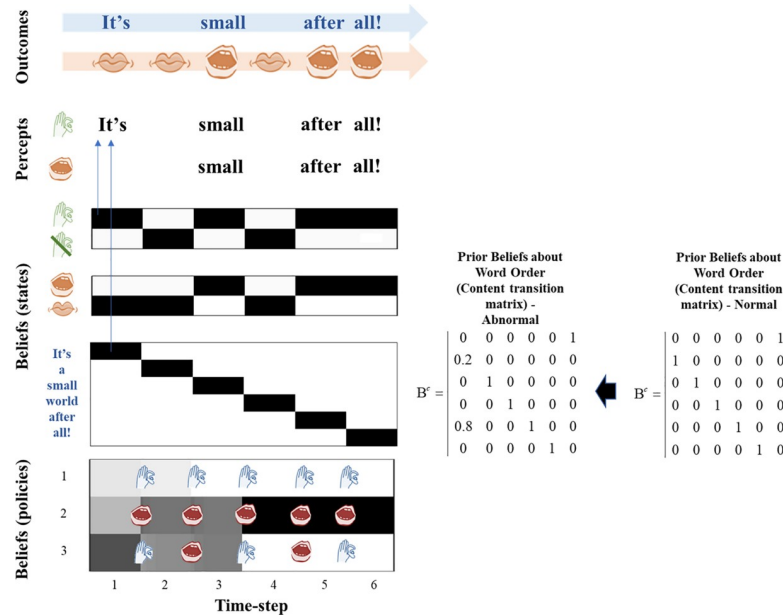 Outcomes
It's small after all!
Percepts
It's small after all!
small after all!
Beliefs (states)
It's
a
small
world
after
all!
Beliefs (policies)
1
2
3
1 2 3 4 5 6
Time-step
Prior Beliefs about
Word Order
(Content transition
matrix) -
Abnormal
B^c =
0 0 0 0 0 1
0.2 0 0 0 0 0
0 1 0 0 0 0
0 0 1 0 0 0
0.8 0 0 1 0 0
0 0 0 0 1 0
Prior Beliefs about
Word Order
(Content transition
matrix) - Normal
B^c =
0 0 0 0 0 1
1 0 0 0 0 0
0 1 0 0 0 0
0 0 1 0 0 0
0 0 0 1 0 0
0 0 0 0 1 0